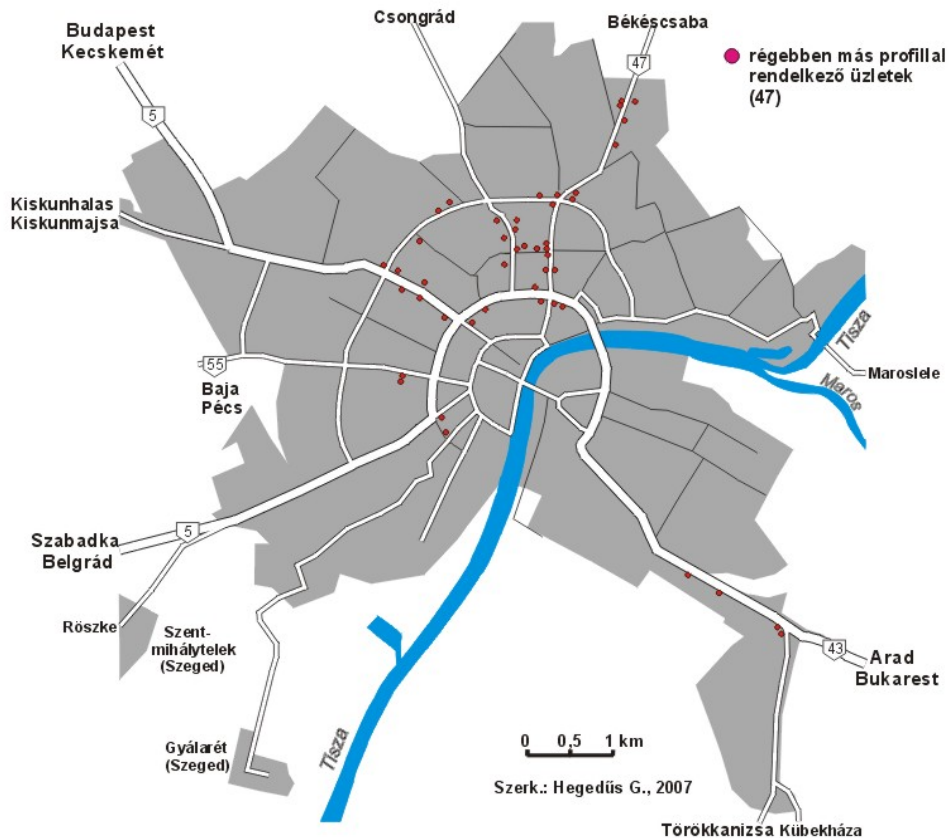 Csongrád
Békéscsaba
Budapest
Kecskemét
47
régebben más profillal
rendelkező üzletek
(47)
5
Kiskunhalas
Kiskunmajsa
Tisza
Maros
Maroslele
55
Baja
Pécs
5
Szabadka
Belgrád
Röszke
Szent-
mihálytelek
(Szeged)
43
Arad
Bukarest
Gyálarét
(Szeged)
Tisza
0 0,5 1 km
Szerk.: Hegedűs G., 2007
Törökkanizsa Kübekháza